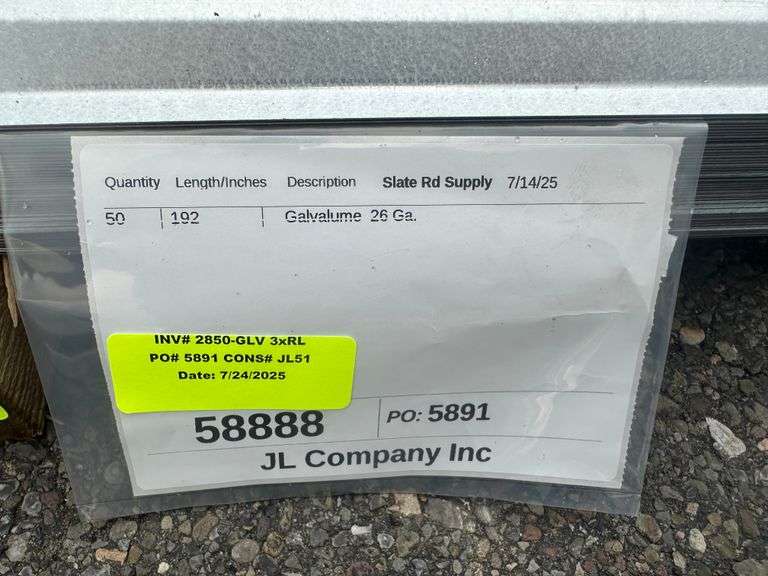 Quantity Length/Inches Description Slate Rd Supply 7/14/25
50 192 Galvalume 26 Ga.
INV# 2850-GLV 3xRL
PO# 5891 CONS# JL51
Date: 7/24/2025
58888 PO: 5891
JL Company Inc